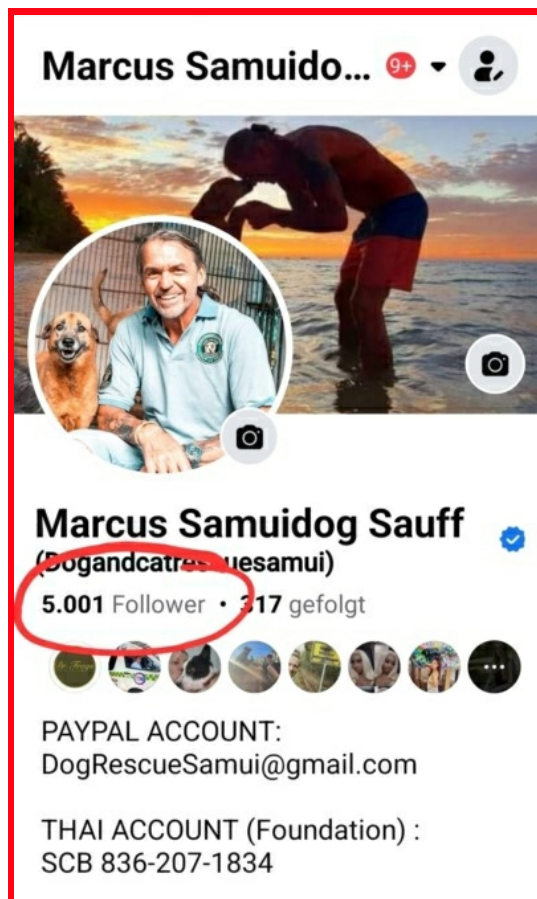 Marcus Samuido... 9+
Marcus Samuidog Sauff
(Dogandcatrescuesamui)
5.001 Follower • 317 gefolgt
PAYPAL ACCOUNT:
DogRescueSamui@gmail.com
THAI ACCOUNT (Foundation) :
SCB 836-207-1834